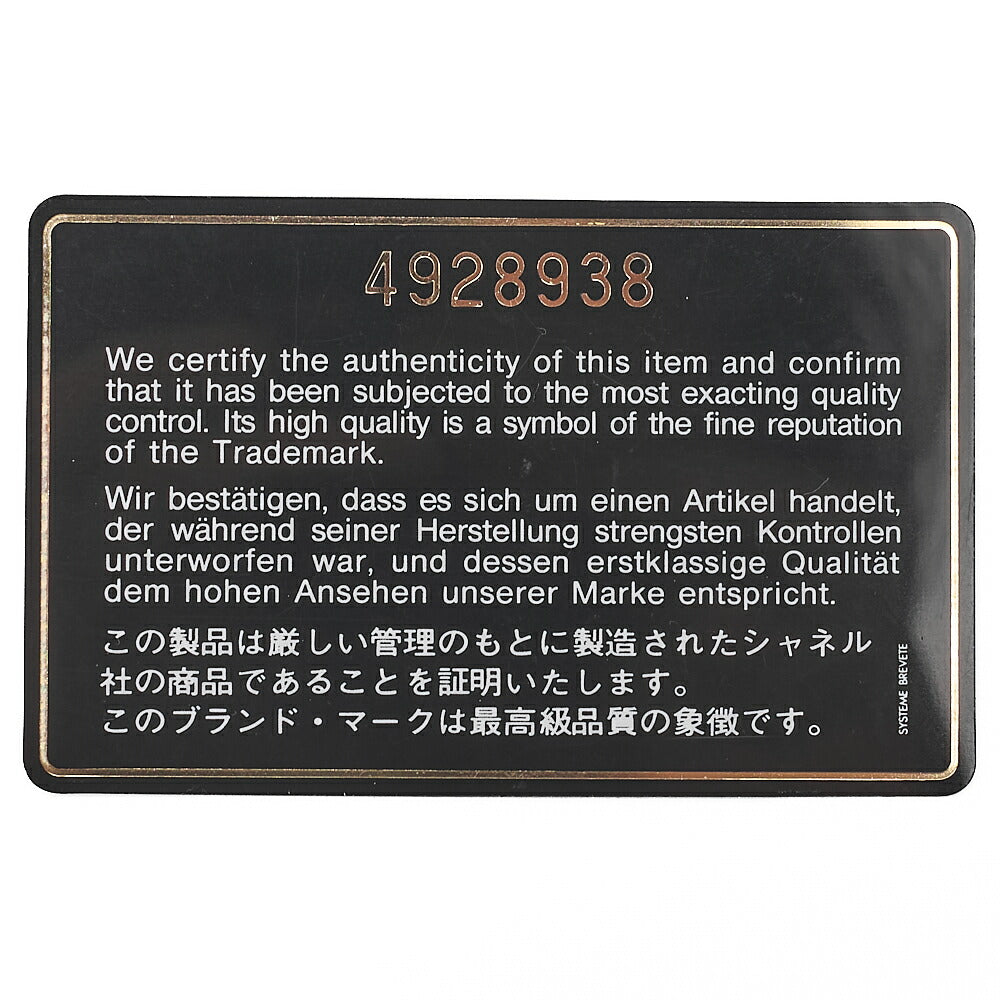 4928938
We certify the authenticity of this item and confirm
that it has been subjected to the most exacting quality
control. Its high quality is a symbol of the fine reputation
of the Trademark.
Wir bestätigen, dass es sich um einen Artikel handelt,
der während seiner Herstellung strengsten Kontrollen
unterworfen war, und dessen erstklassige Qualität
dem hohen Ansehen unserer Marke entspricht.
この製品は厳しい管理のもとに製造されたシャネル
社の商品であることを証明いたします。
このブランド・マークは最高級品質の象徴です。
SYSTEME BREVETE